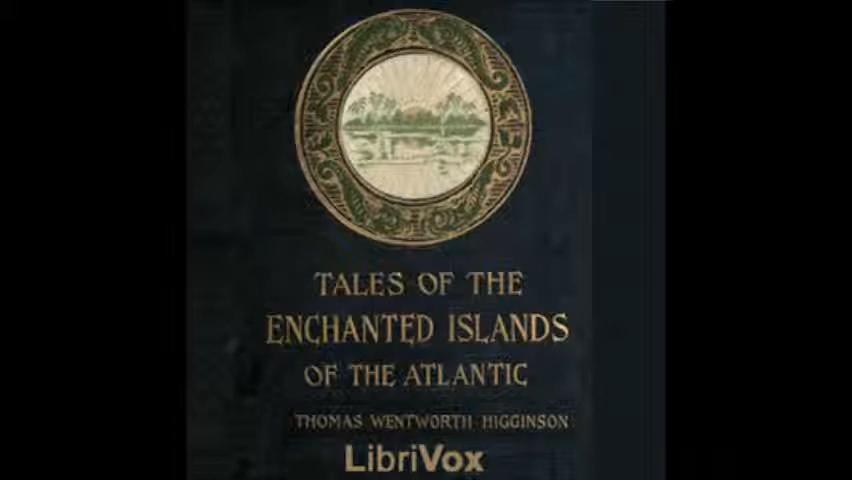 TALES OF THE
ENCHANTED ISLANDS
OF THE ATLANTIC
THOMAS WENTWORTH HIGGINSON
LibriVox